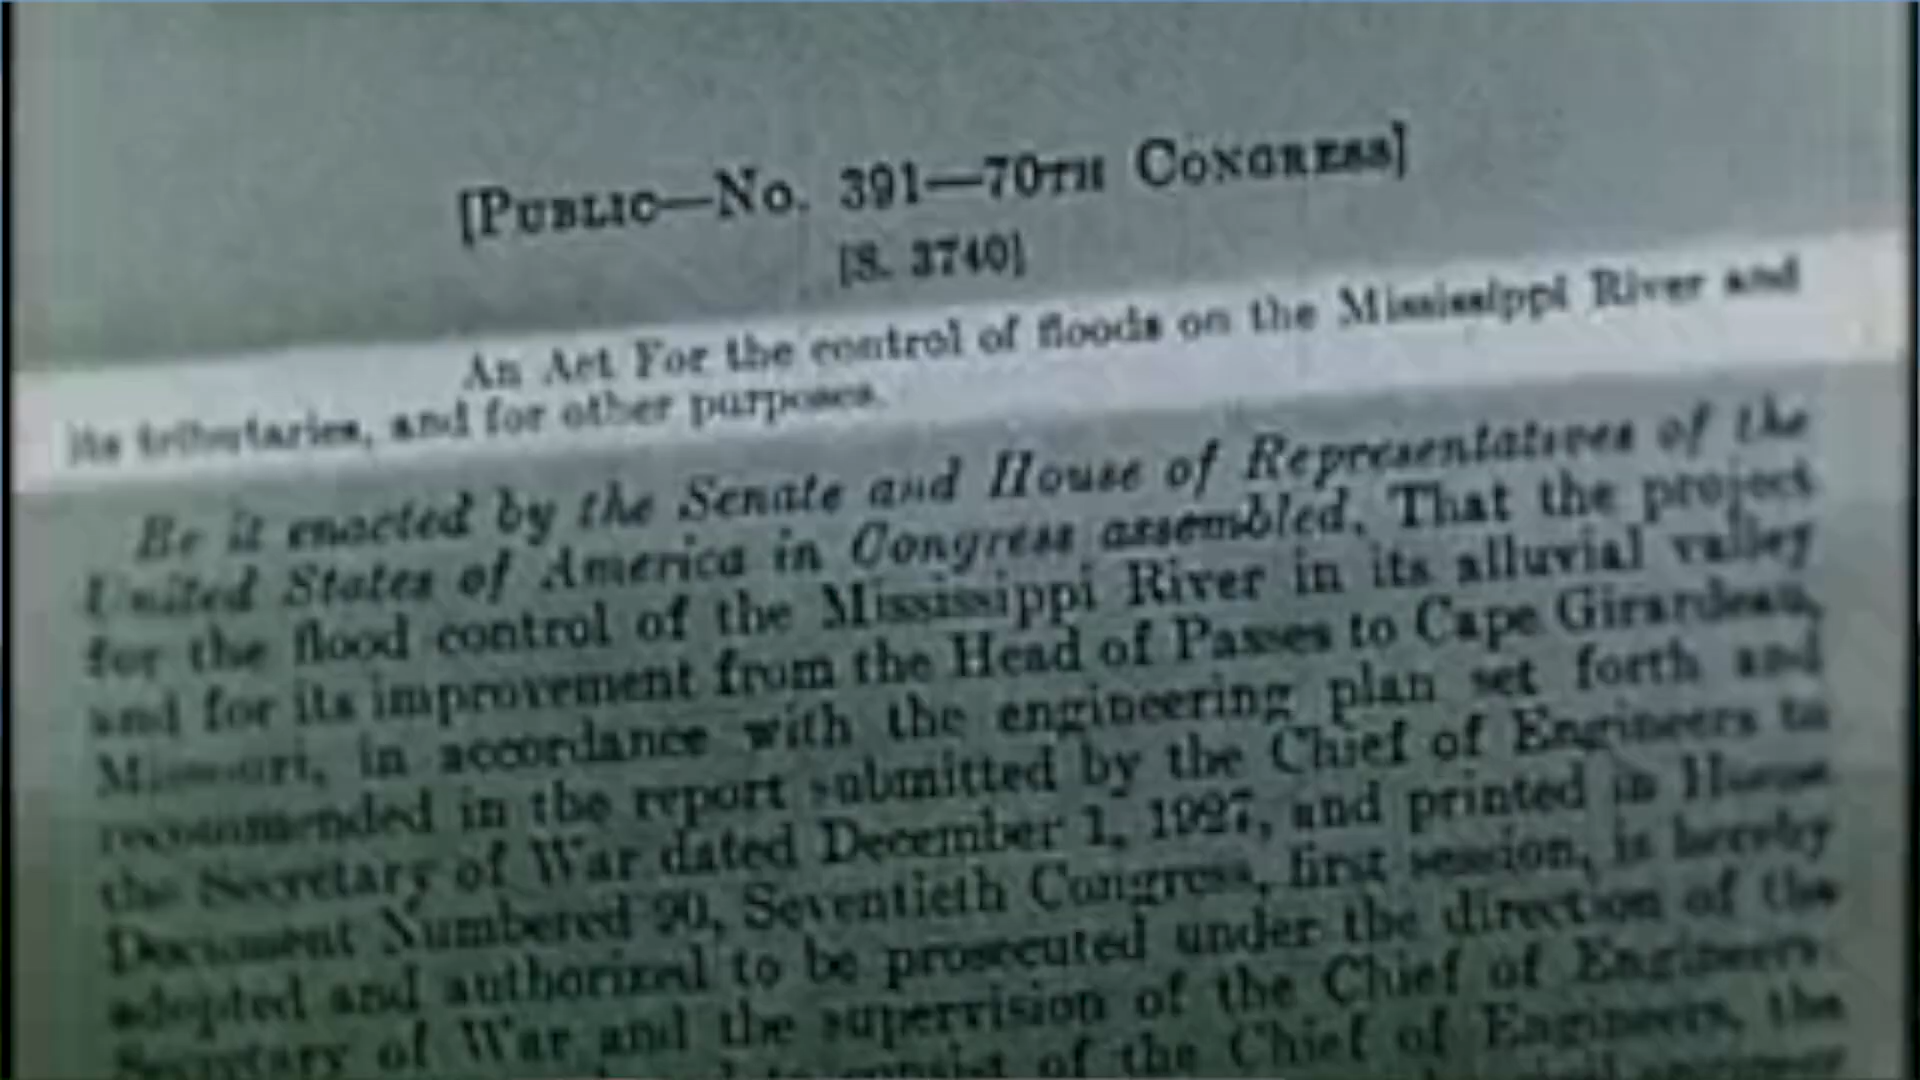 [PUBLIC—NO. 391—70TH CONGRESS]
[S. 3740]
An Act For the control of floods on the Mississippi River and
its tributaries, and for other purposes.
Be it enacted by the Senate and House of Representatives of the
United States of America in Congress assembled, That the project
for the flood control of the Mississippi River in its alluvial valley
and for its improvement from the Head of Passes to Cape Girardeau,
Missouri, in accordance with the engineering plan set forth and
recommended in the report submitted by the Chief of Engineers to
the Secretary of War dated December 1, 1927, and printed in House
Document Numbered 90, Seventieth Congress, first session, is hereby
adopted and authorized to be prosecuted under the direction of the
Secretary of War and the supervision of the Chief of Engineers
to consist of the Chief of Engineers, the